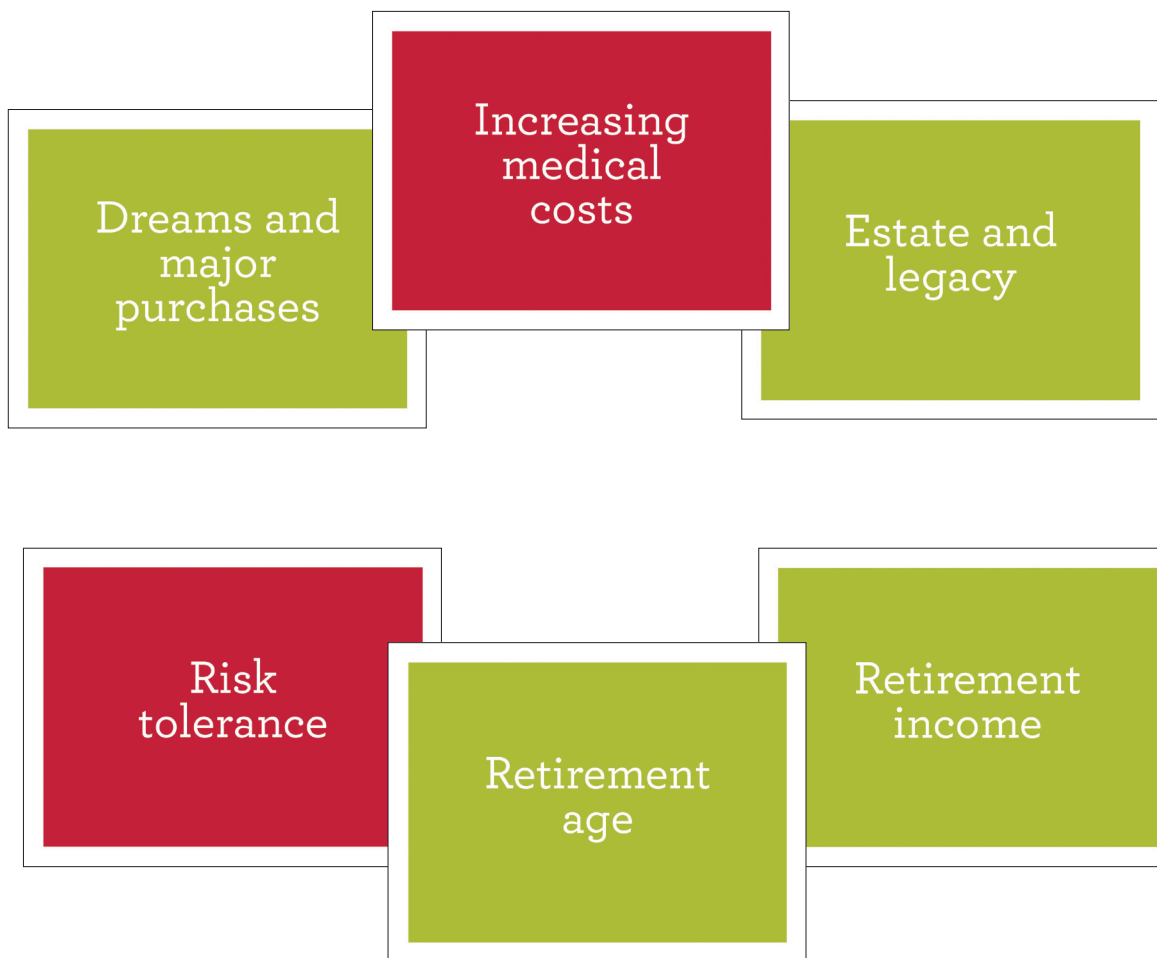 Dreams and
major
purchases
Increasing
medical
costs
Estate and
legacy
Risk
tolerance
Retirement
age
Retirement
income